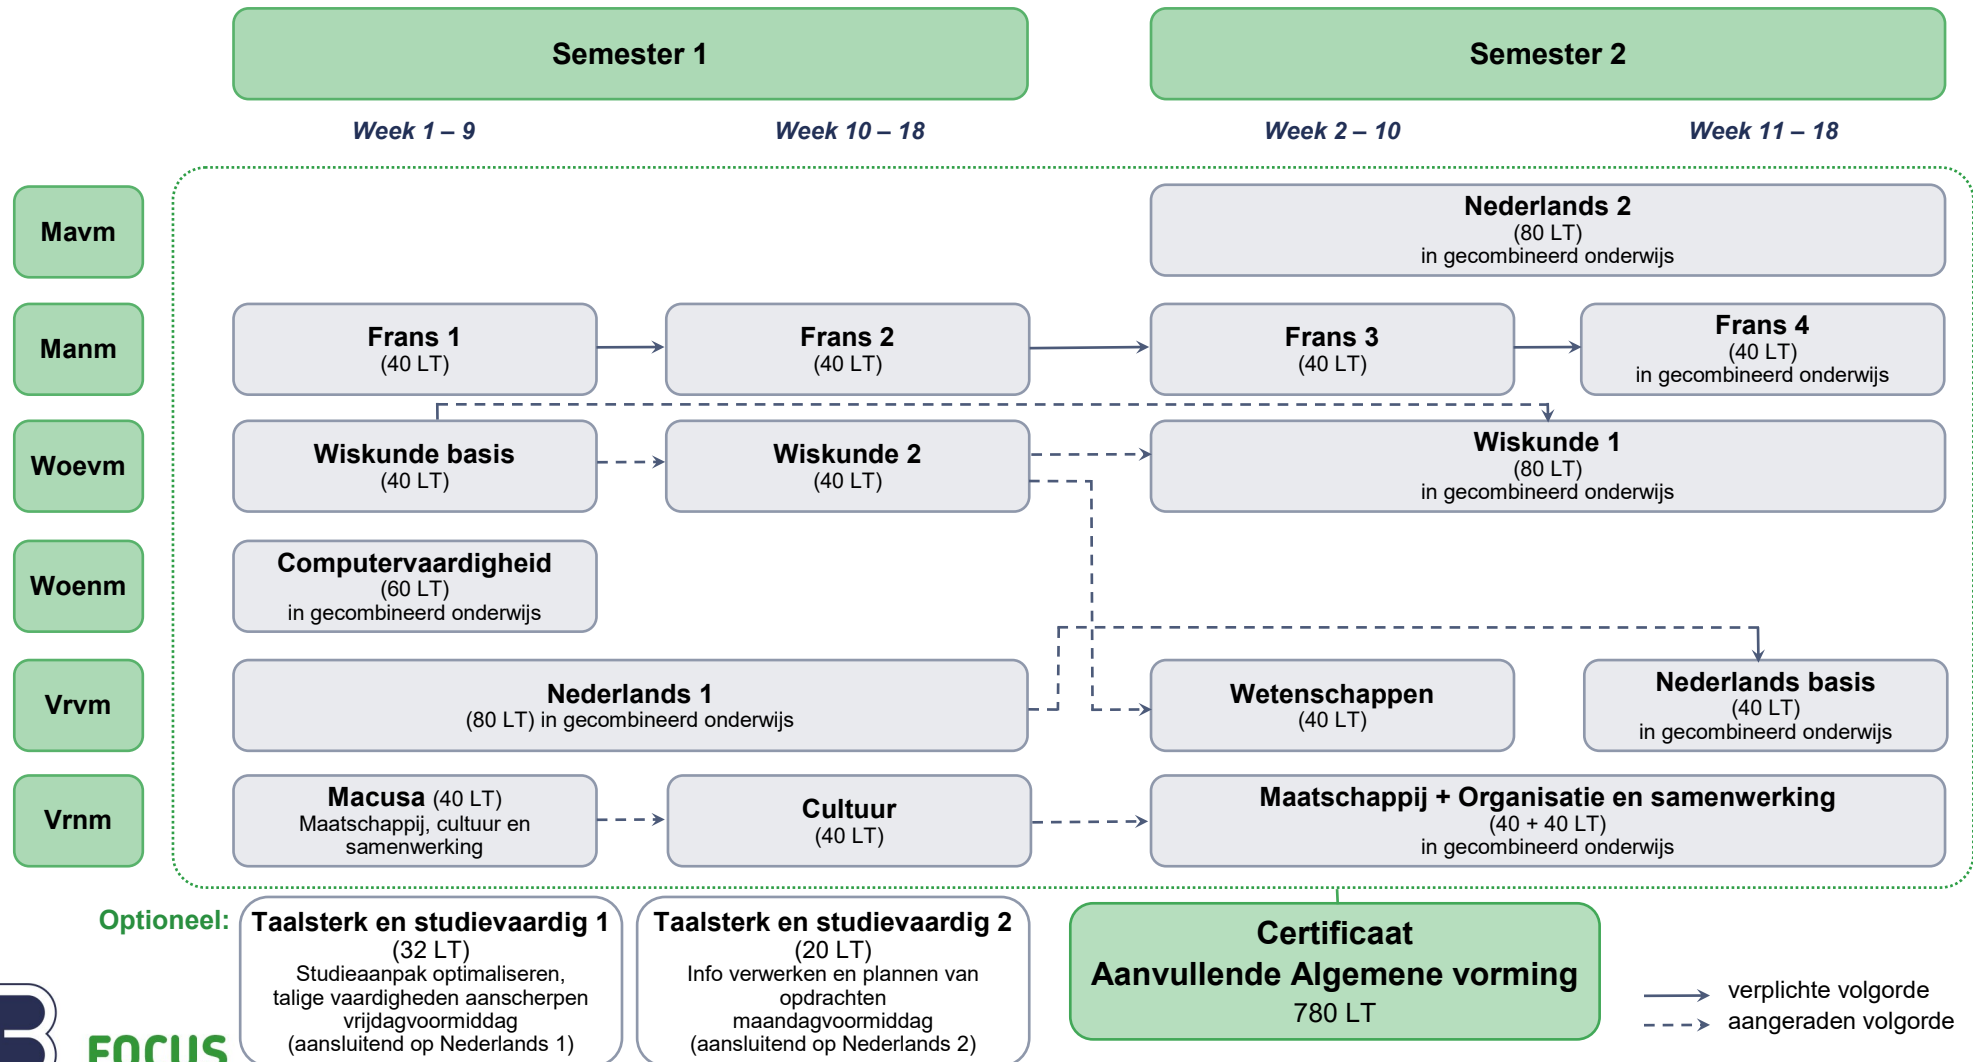 Semester 1
Semester 2
Week 1 – 9
Week 10 – 18
Week 2 – 10
Week 11 – 18
Mavm
Nederlands 2
(80 LT)
in gecombineerd onderwijs
Manm
Frans 1
(40 LT)
Frans 2
(40 LT)
Frans 3
(40 LT)
Frans 4
(40 LT)
in gecombineerd onderwijs
Woevm
Wiskunde basis
(40 LT)
Wiskunde 2
(40 LT)
Wiskunde 1
(80 LT)
in gecombineerd onderwijs
Woenm
Computervaardigheid
(60 LT)
in gecombineerd onderwijs
Vrvm
Nederlands 1
(80 LT) in gecombineerd onderwijs
Wetenschappen
(40 LT)
Nederlands basis
(40 LT)
in gecombineerd onderwijs
Vrnm
Macusa (40 LT)
Maatschappij, cultuur en
samenwerking
Cultuur
(40 LT)
Maatschappij + Organisatie en samenwerking
(40 + 40 LT)
in gecombineerd onderwijs
Optioneel:
Taalsterk en studievaardig 1
(32 LT)
Studieaanpak optimaliseren,
talige vaardigheden aanscherpen
vrijdagvoormiddag
(aansluitend op Nederlands 1)
Taalsterk en studievaardig 2
(20 LT)
Info verwerken en plannen van
opdrachten
maandagvoormiddag
(aansluitend op Nederlands 2)
Certificaat
Aanvullende Algemene vorming
780 LT
verplichte volgorde
aangeraden volgorde
FOCUS